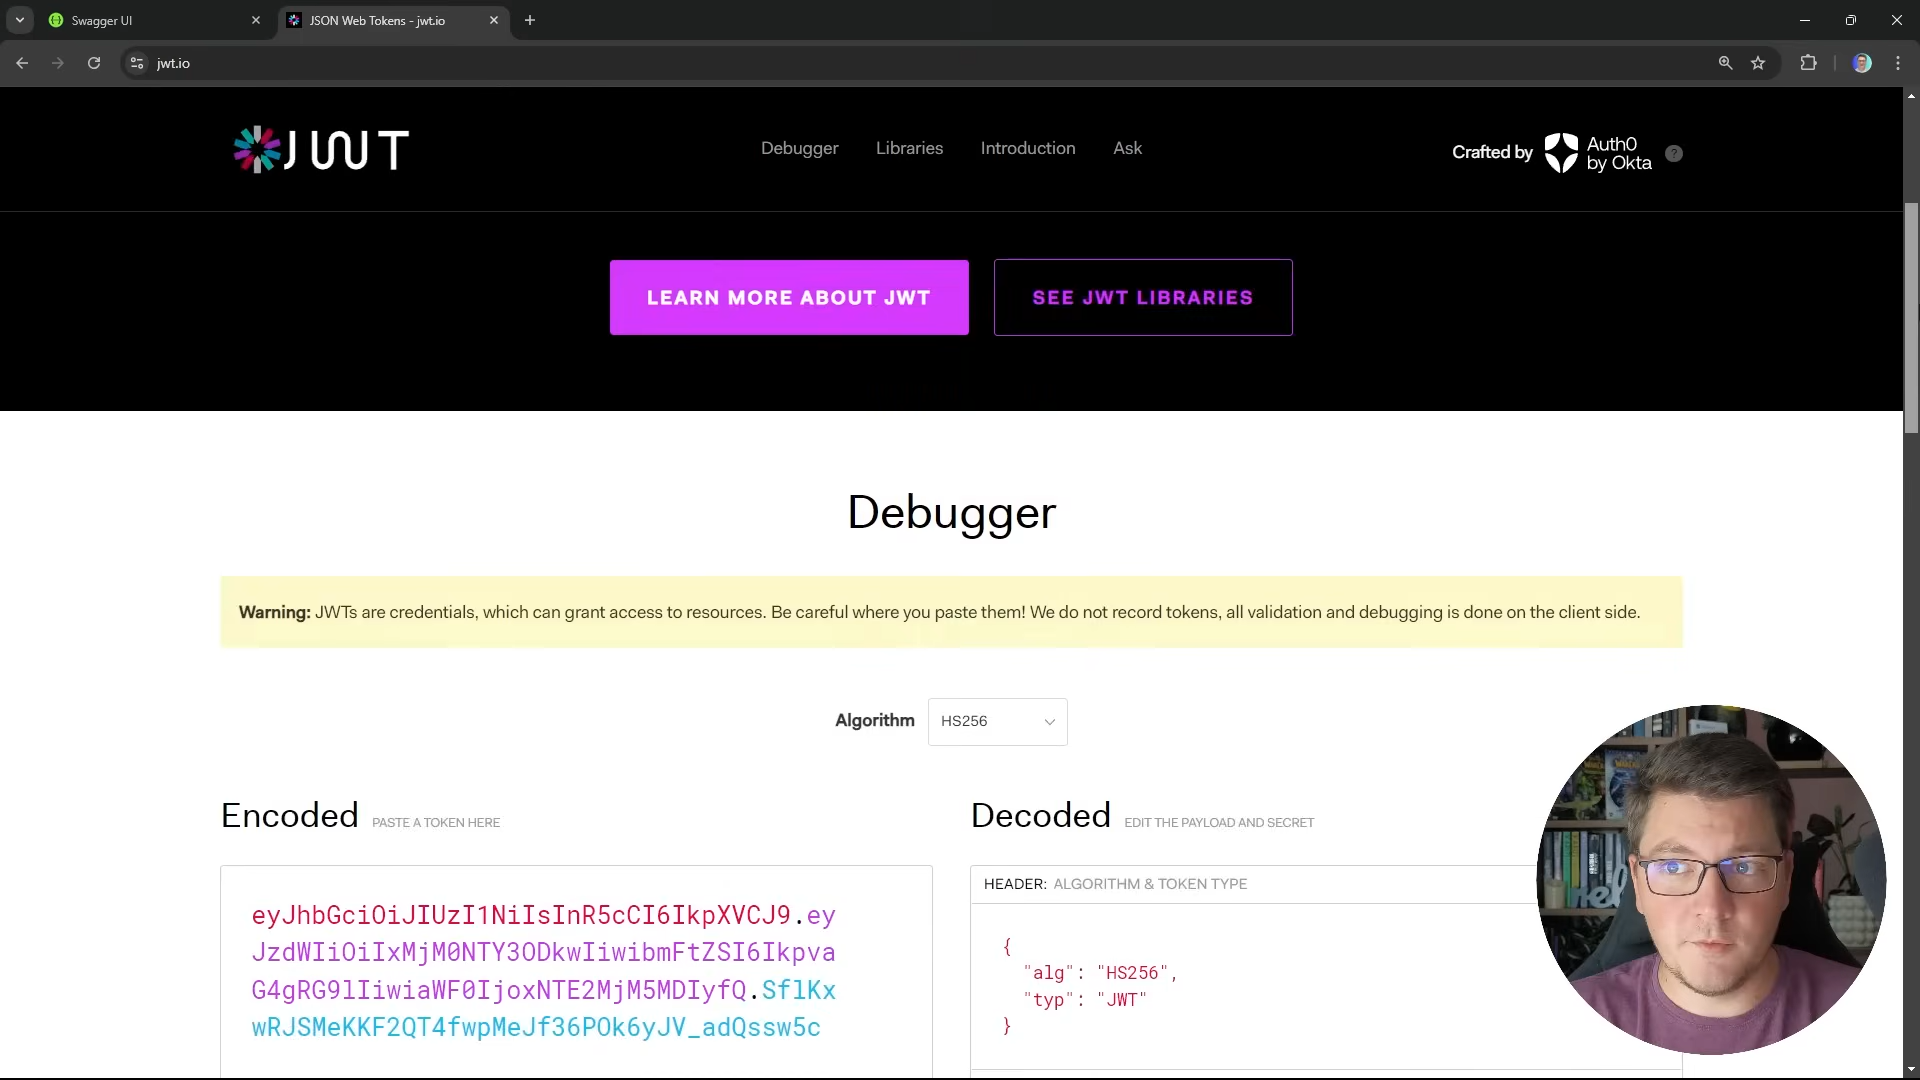 Swagger UI
JSON Web Tokens - jwt.io
jwt.io
JWT
Debugger
Libraries
Introduction
Ask
Crafted by
Auth0
by Okta
?
LEARN MORE ABOUT JWT
SEE JWT LIBRARIES
Debugger
Warning: JWTs are credentials, which can grant access to resources. Be careful where you paste them! We do not record tokens, all validation and debugging is done on the client side.
Algorithm
HS256
Encoded PASTE A TOKEN HERE
eyJhbGciOiJIUzI1NiIsInR5cCI6IkpXVCJ9.ey
JzdWIiOiIxMjM0NTY3ODkwIiwibmFtZSI6Ikpva
G4gRG9lIiwiaWF0IjoxNTE2MjM5MDIyfQ.SflKx
wRJSMeKKF2QT4fwpMeJf36POk6yJV_adQssw5c
Decoded EDIT THE PAYLOAD AND SECRET
HEADER: ALGORITHM & TOKEN TYPE
{
"alg": "HS256",
"typ": "JWT"
}